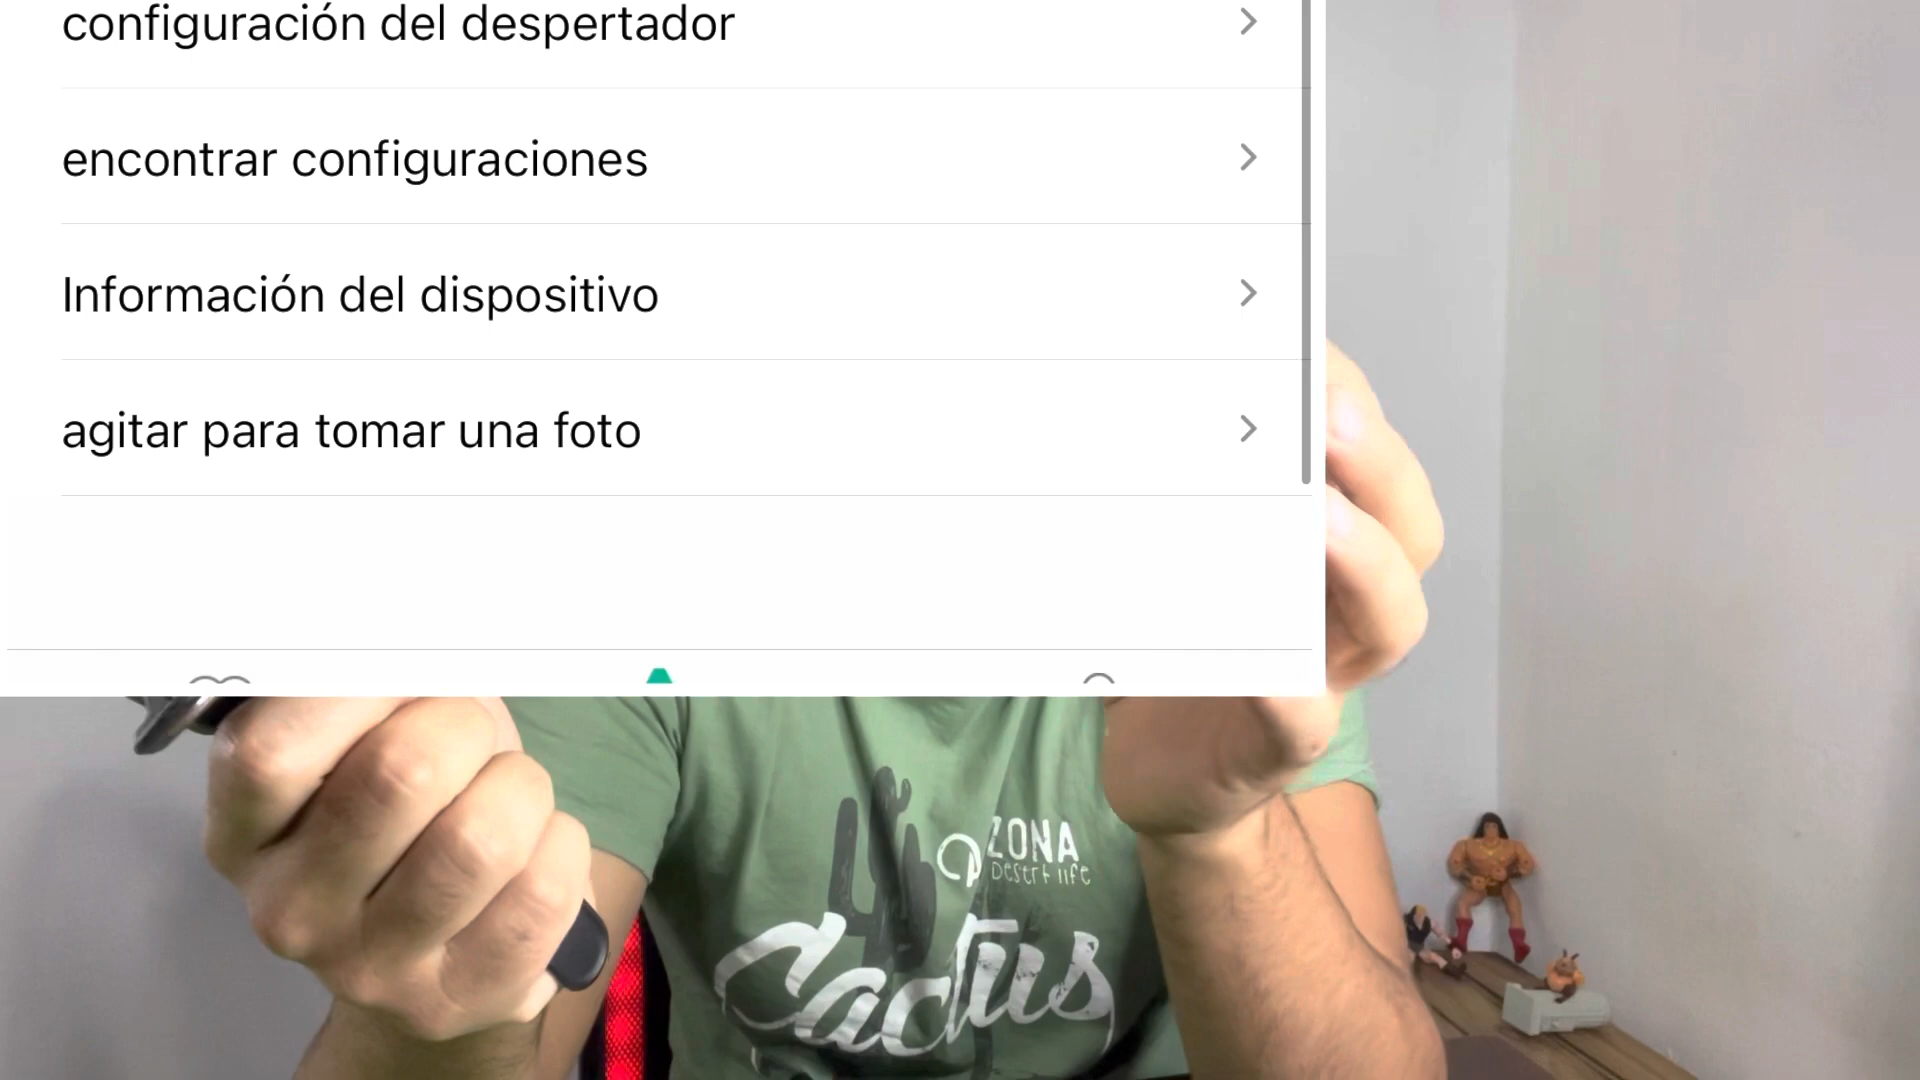 configuración del despertador
encontrar configuraciones
Información del dispositivo
agitar para tomar una foto
ZONA
Desert life
Cactus